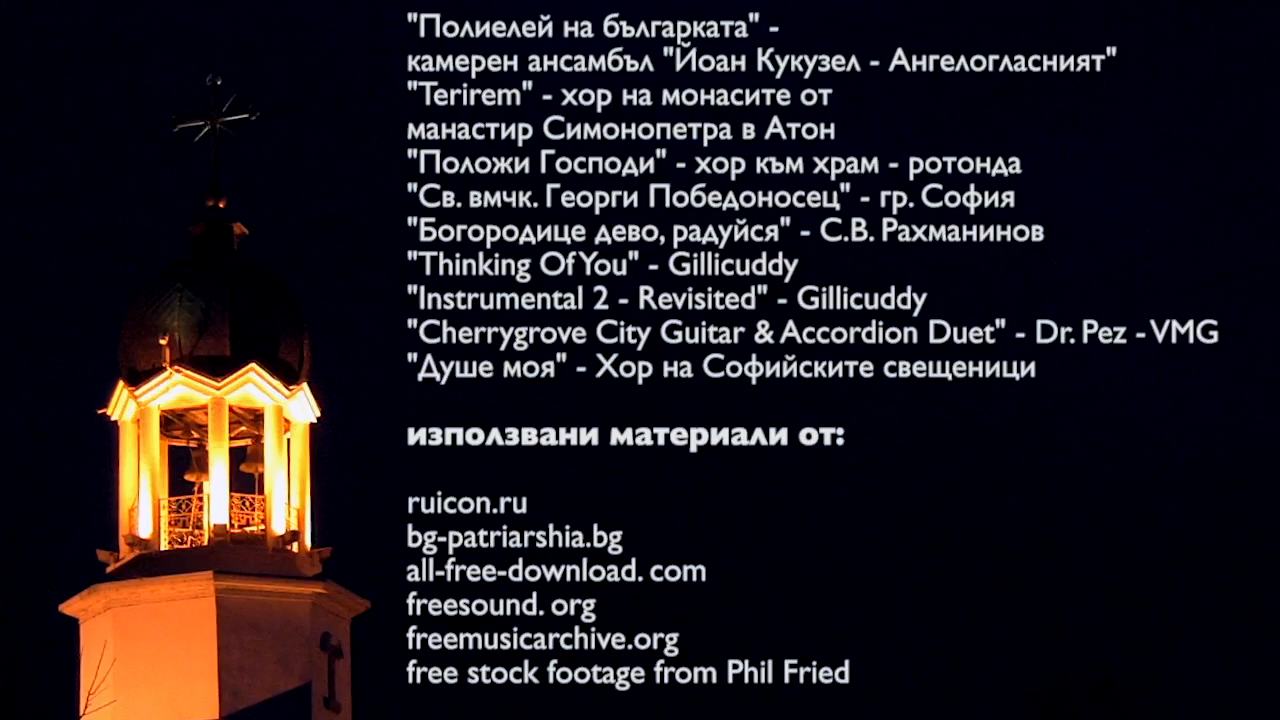 "Полиелей на българката" -
камерен ансамбъл "Йоан Кукузел - Ангелогласният"
"Terirem" - хор на монасите от
манастир Симонопетра в Атон
"Положи Господи" - хор към храм - ротонда
"Св. вмчк. Георги Победоносец" - гр. София
"Богородице дево, радуйся" - С.В. Рахманинов
"Thinking Of You" - Gillicuddy
"Instrumental 2 - Revisited" - Gillicuddy
"Cherrygrove City Guitar & Accordion Duet" - Dr. Pez - VMG
"Душе моя" - Хор на Софийските свещеници
използвани материали от:
ruicon.ru
bg-patriarshia.bg
all-free-download. com
freesound. org
freemusicarchive.org
free stock footage from Phil Fried